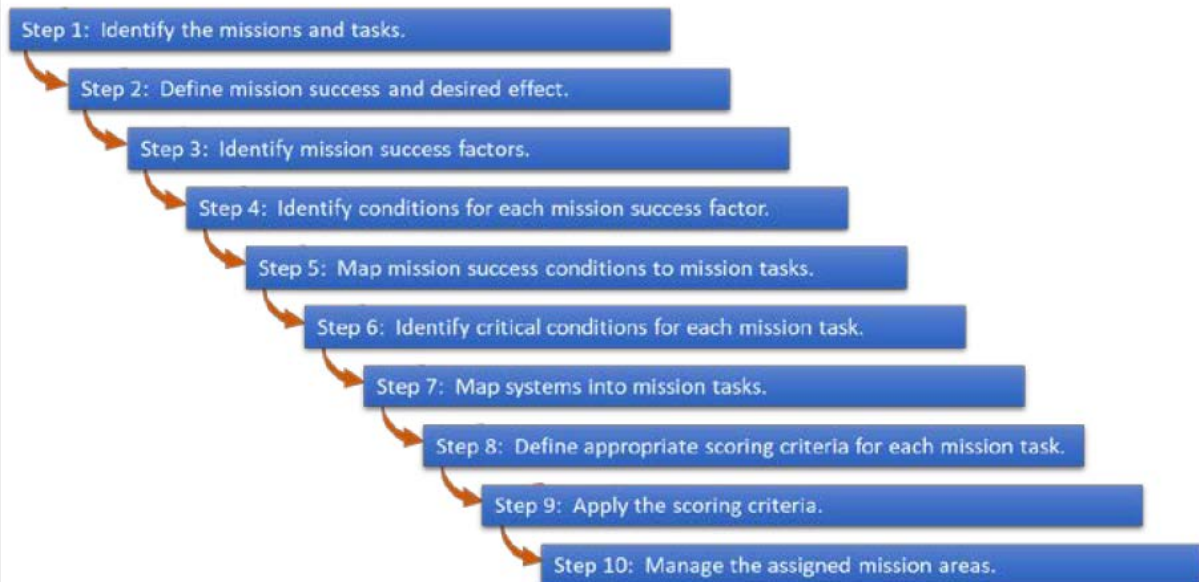 Step 1: Identify the missions and tasks.
Step 2: Define mission success and desired effect.
Step 3: Identify mission success factors.
Step 4: Identify conditions for each mission success factor.
Step 5: Map mission success conditions to mission tasks.
Step 6: Identify critical conditions for each mission task.
Step 7: Map systems into mission tasks.
Step 8: Define appropriate scoring criteria for each mission task.
Step 9: Apply the scoring criteria.
Step 10: Manage the assigned mission areas.